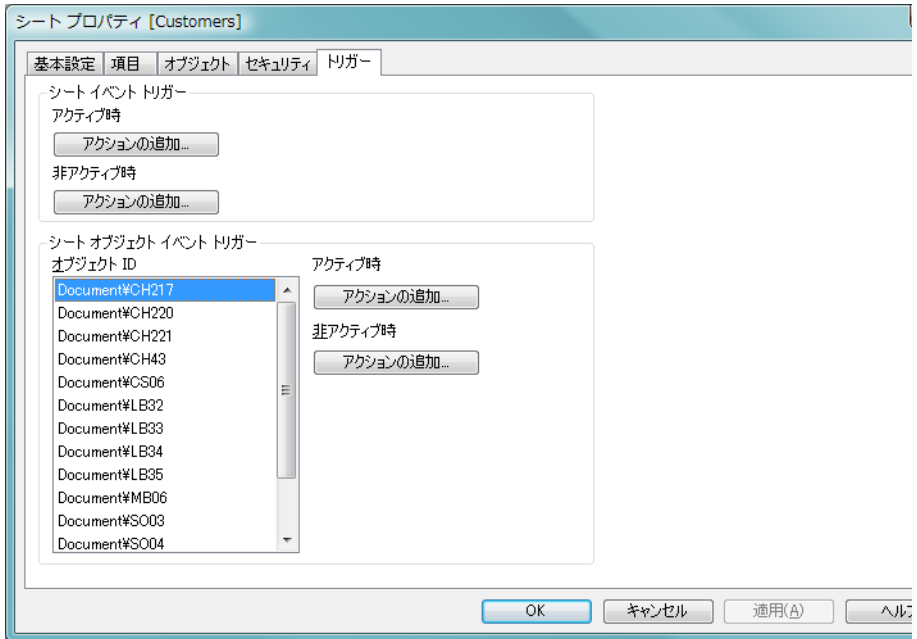 シート プロパティ [Customers]
基本設定 項目 オブジェクト セキュリティ トリガー
シート イベント トリガー
アクティブ時
アクションの追加...
非アクティブ時
アクションの追加...
シート オブジェクト イベント トリガー
オブジェクト ID
Document¥CH217
Document¥CH220
Document¥CH221
Document¥CH43
Document¥CS06
Document¥LB32
Document¥LB33
Document¥LB34
Document¥LB35
Document¥MB06
Document¥SO03
Document¥SO04
アクティブ時
アクションの追加...
非アクティブ時
アクションの追加...
OK キャンセル 適用(A)